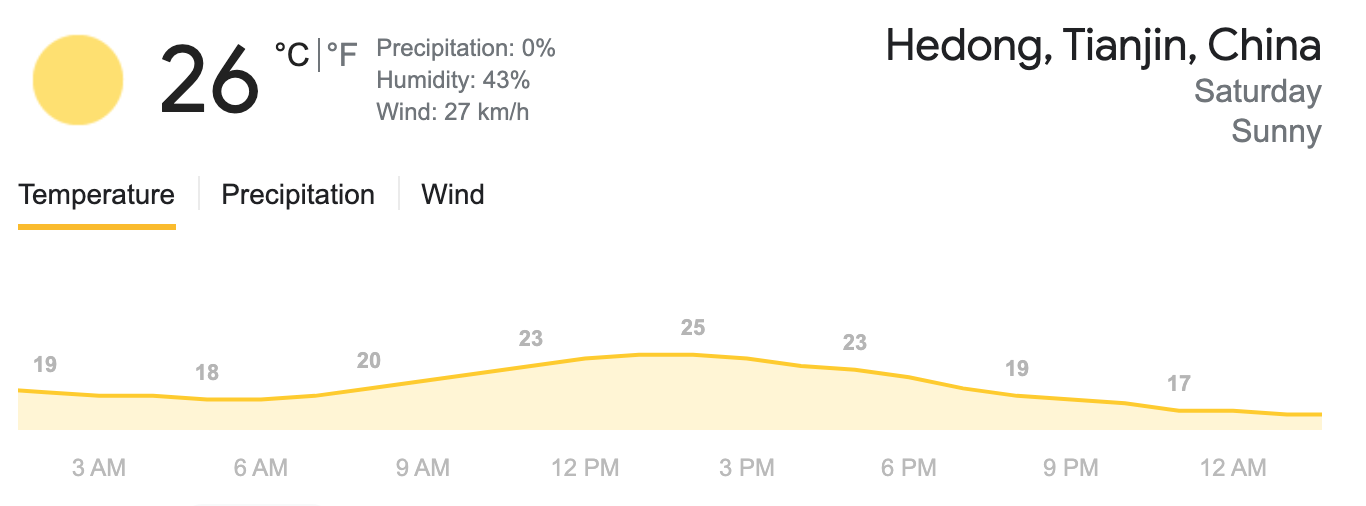 26 °C|°F
Precipitation: 0%
Humidity: 43%
Wind: 27 km/h
Hedong, Tianjin, China
Saturday
Sunny
Temperature Precipitation Wind
19 18 20 23 25 23 19 17
3 AM 6 AM 9 AM 12 PM 3 PM 6 PM 9 PM 12 AM